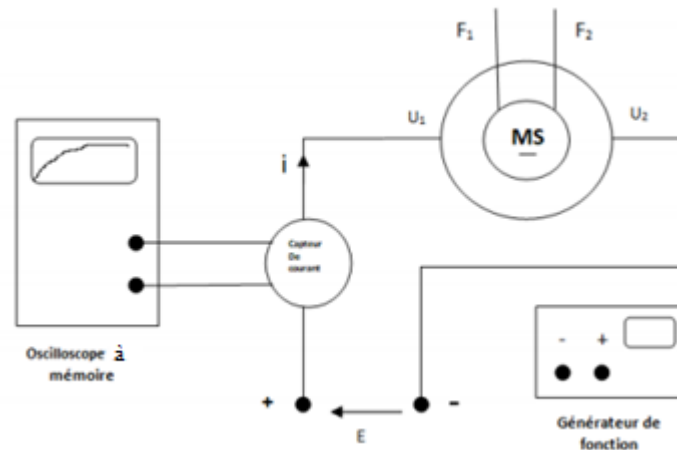 F₁
F₂
U₁
MS
U₂
i
Capteur
De
courant
Oscilloscope à
mémoire
+
-
E
- +
Générateur de
fonction